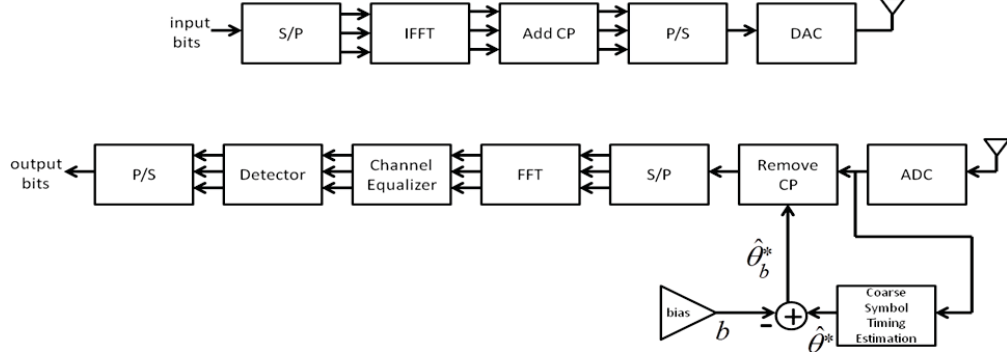 input
bits
S/P
IFFT
Add CP
P/S
DAC
output
bits
P/S
Detector
Channel
Equalizer
FFT
S/P
Remove
CP
ADC
θ̂*_b
bias
b
-
+
θ̂*
Coarse
Symbol
Timing
Estimation